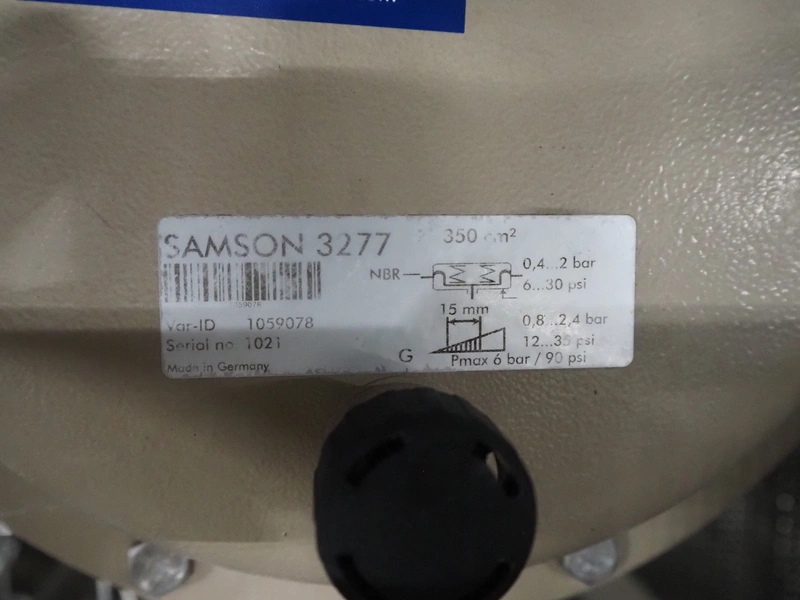 SAMSON 3277
350 cm²
NBR
0,4...2 bar
6...30 psi
Var-ID 1059078
Serial no. 1021
Made in Germany
15 mm
0,8...2,4 bar
12...35 psi
G
Pmax 6 bar / 90 psi